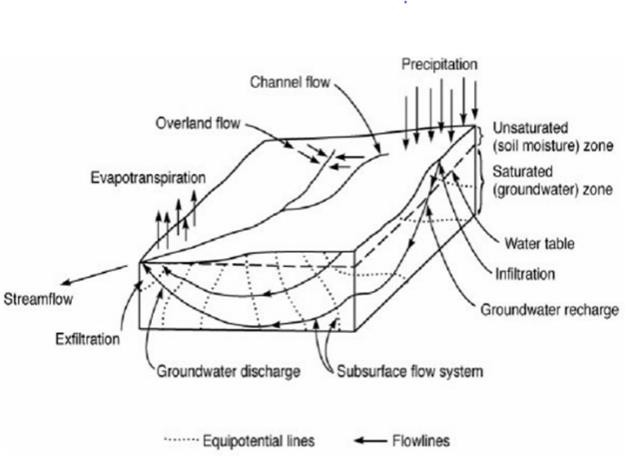 Precipitation
Channel flow
Overland flow
Unsaturated
(soil moisture) zone
Saturated
(groundwater) zone
Evapotranspiration
Water table
Infiltration
Streamflow
Groundwater recharge
Exfiltration
Groundwater discharge
Subsurface flow system
Equipotential lines
Flowlines